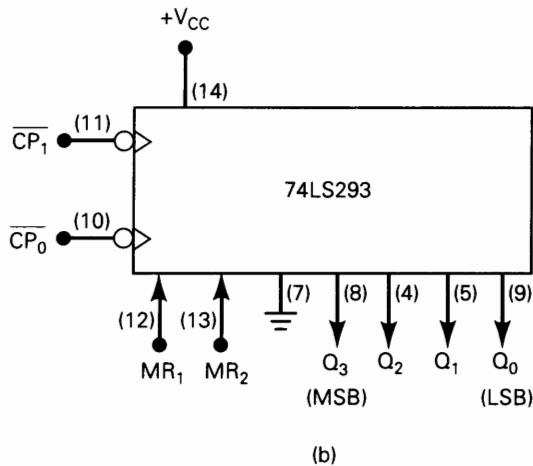 +VCC
(14)
(11)
CP1
74LS293
(10)
CP0
(7) (8) (4) (5) (9)
(12) (13)
MR1 MR2
Q3 Q2 Q1 Q0
(MSB) (LSB)
(b)